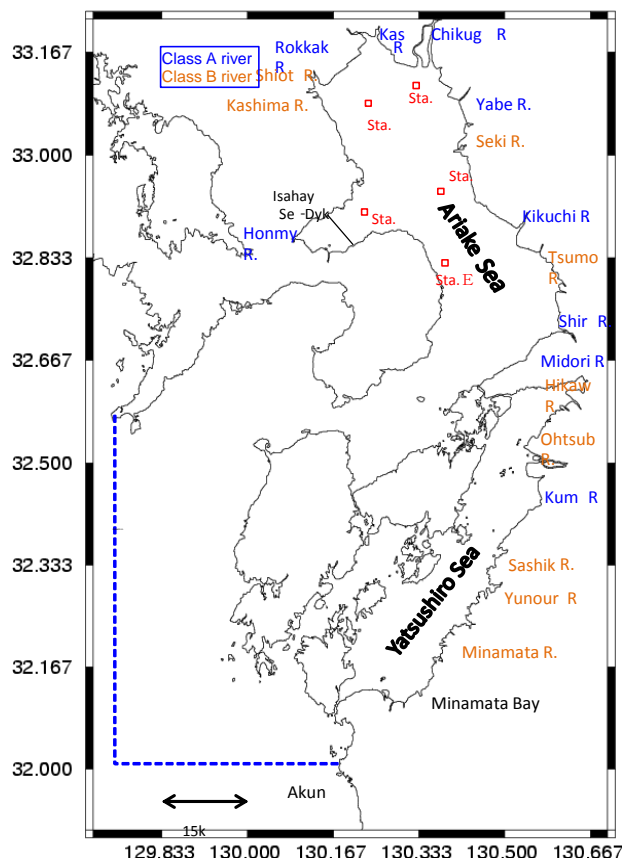 33.167
33.000
32.833
32.667
32.500
32.333
32.167
32.000
129.833 130.000 130.167 130.333 130.500 130.667
Class A river
Class B river
Rokkak
R
Kas
R
Chikug R
Shiot R
Kashima R.
Yabe R.
Seki R.
Sta.
Sta.
Sta.
Sta.
Sta. E
Isahay
Se -Dyk
Honmy
R.
Ariake Sea
Kikuchi R
Tsumo
R
Shir R
Midori R
Hikaw
R.
Ohtsub
R.
Kum R
Sashik R.
Yunour R
Yatsushiro Sea
Minamata R.
Minamata Bay
Akun
15k